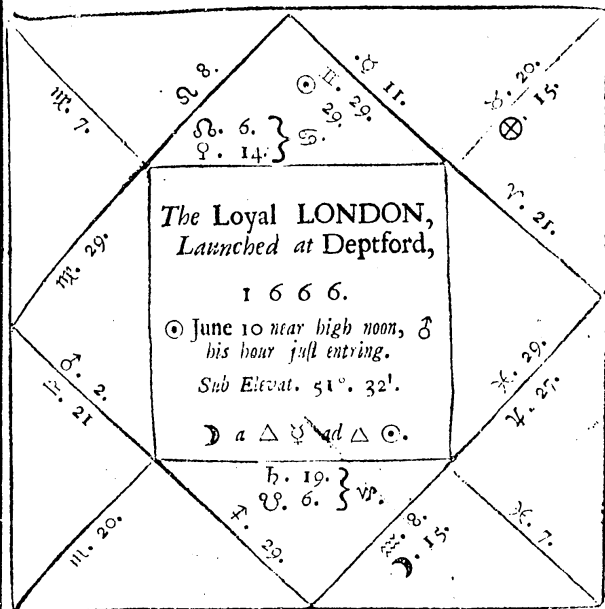 ♌ 8.
♍. 7.
☉ ♊. 29.
29.
☊. 6. } ♋.
♀. 14.
☿ 11.
♉. 20.
⊗. 15.
♈. 21.
♍. 29.
The Loyal LONDON,
Launched at Deptford,
1 6 6 6.
☉ June 10 near high noon, ♂
his hour juſt entring.
Sub Elevat. 51°. 32'.
☽ a △ ☿ ad △ ☉.
♂. 2.
♎. 21
♓. 29.
♃. 27.
♄. 19. } ♑.
☋. 6.
♏. 20.
♐. 29.
♒. 8.
☽. 15.
♓. 7.